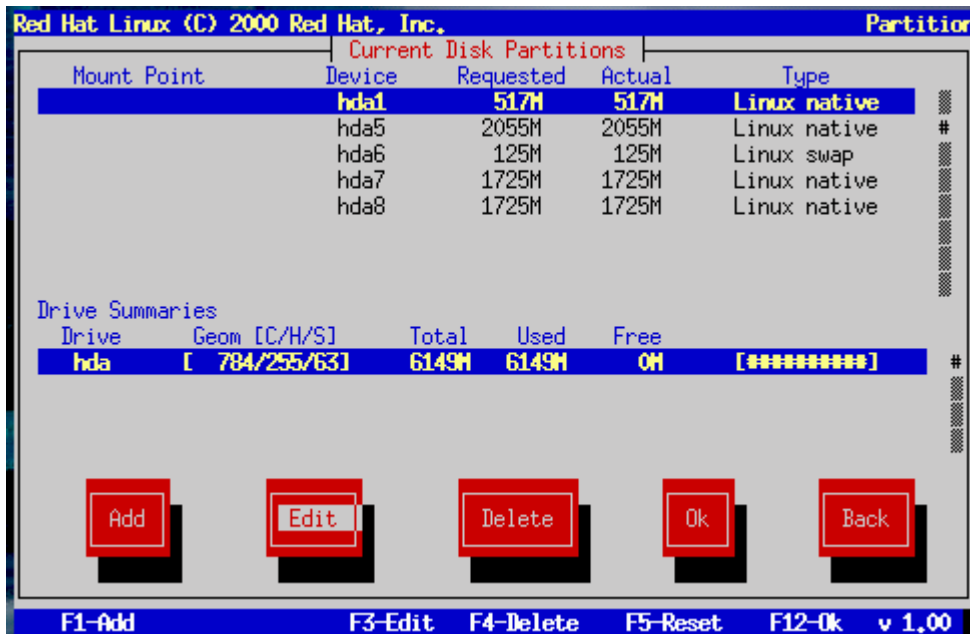 Red Hat Linux (C) 2000 Red Hat, Inc. Partition
Current Disk Partitions
Mount Point Device Requested Actual Type
hda1 517M 517M Linux native
hda5 2055M 2055M Linux native #
hda6 125M 125M Linux swap
hda7 1725M 1725M Linux native
hda8 1725M 1725M Linux native
Drive Summaries
Drive Geom [C/H/S] Total Used Free
hda [ 784/255/63] 6149M 6149M 0M [##########] #
Add Edit Delete Ok Back
F1-Add F3-Edit F4-Delete F5-Reset F12-Ok v 1.00